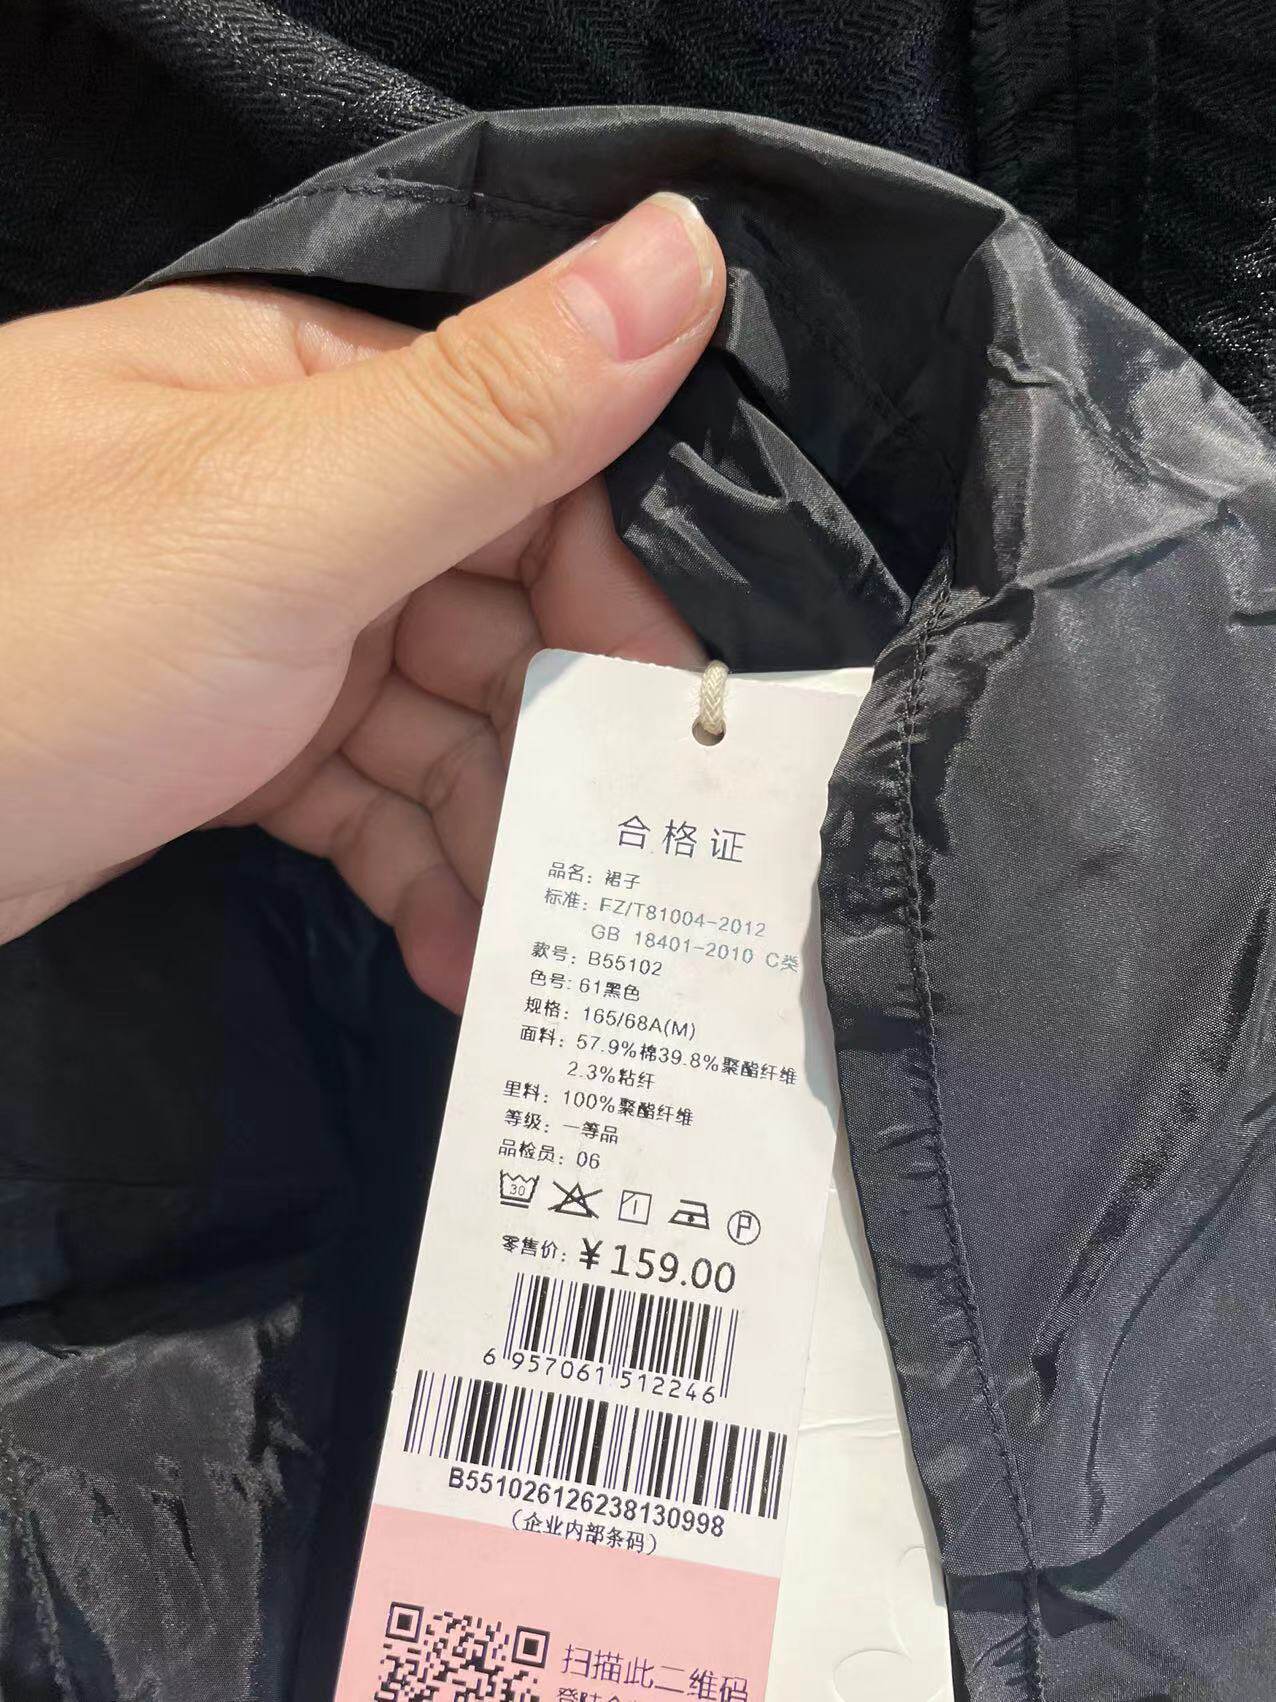 合格证
品名：裙子
标准：FZ/T81004-2012
GB 18401-2010 C类
款号：B55102
色号：61黑色
规格：165/68A(M)
面料：57.9%棉39.8%聚酯纤维
2.3%粘纤
里料：100%聚酯纤维
等级：一等品
品检员：06
30
P
零售价：￥159.00
6 957061 512246
B551026126238130998
（企业内部条码）
扫描此二维码